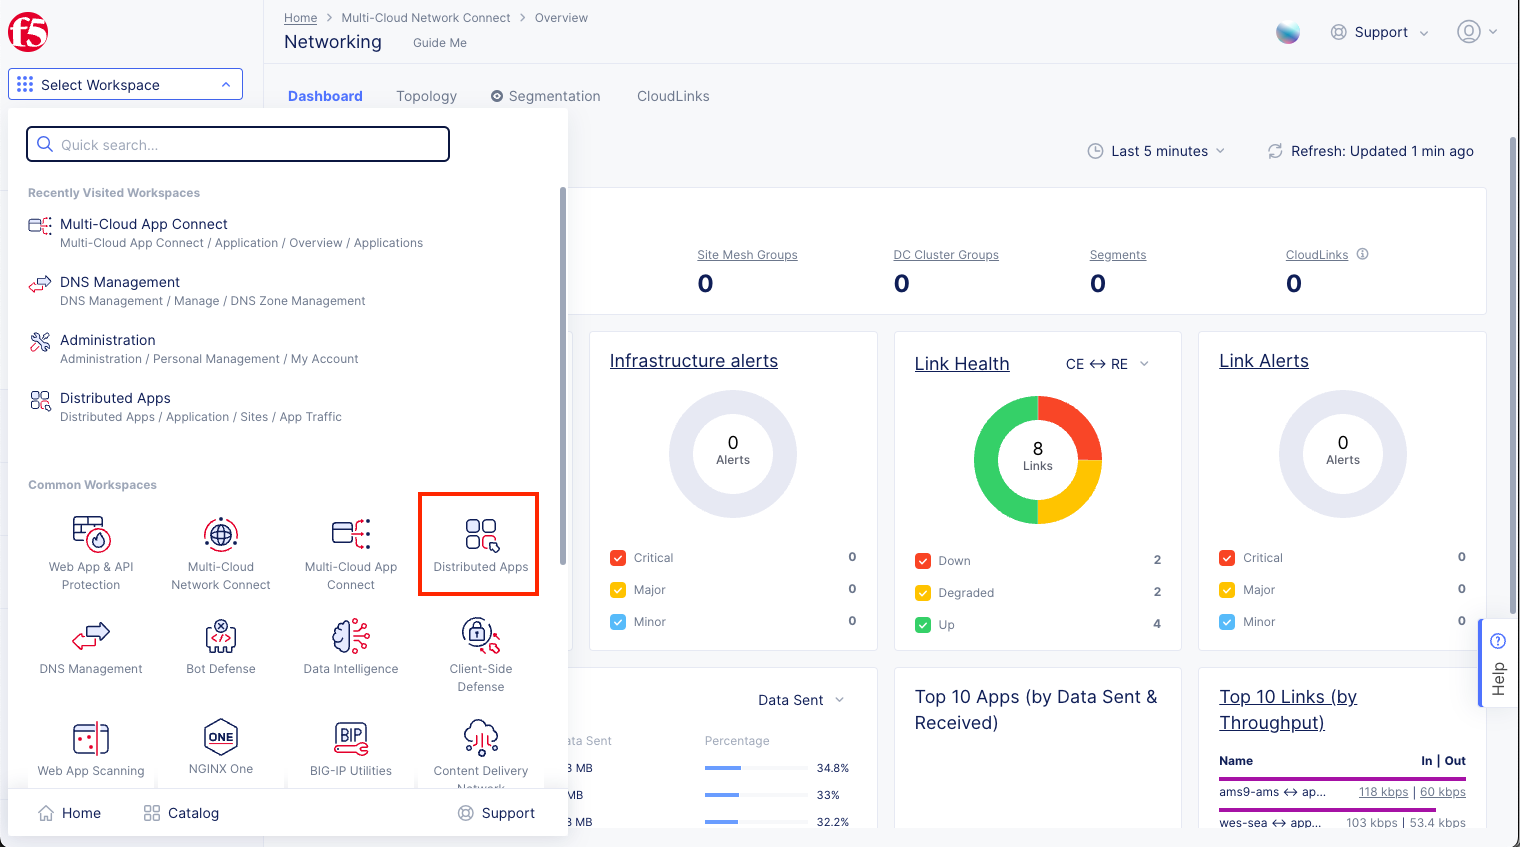 f5
Home > Multi-Cloud Network Connect > Overview
Networking
Guide Me
Support
Select Workspace
Dashboard
Topology
Segmentation
CloudLinks
Quick search...
Last 5 minutes
Refresh: Updated 1 min ago
Recently Visited Workspaces
Multi-Cloud App Connect
Multi-Cloud App Connect / Application / Overview / Applications
DNS Management
DNS Management / Manage / DNS Zone Management
Administration
Administration / Personal Management / My Account
Distributed Apps
Distributed Apps / Application / Sites / App Traffic
Common Workspaces
Web App & API
Protection
Multi-Cloud
Network Connect
Multi-Cloud App
Connect
Distributed Apps
DNS Management
Bot Defense
Data Intelligence
Client-Side
Defense
Web App Scanning
ONE
NGINX One
BIP
BIG-IP Utilities
Content Delivery
Network
Home
Catalog
Support
Site Mesh Groups
0
DC Cluster Groups
0
Segments
0
CloudLinks
0
Infrastructure alerts
0
Alerts
Critical 0
Major 0
Minor 0
Link Health
CE <-> RE
8
Links
Down 2
Degraded 2
Up 4
Link Alerts
0
Alerts
Critical 0
Major 0
Minor 0
Help
Data Sent
ata Sent
Percentage
MB
34.8%
MB
33%
MB
32.2%
Top 10 Apps (by Data Sent &
Received)
Top 10 Links (by
Throughput)
Name In | Out
ams9-ams <-> ap... 118 kbps | 60 kbps
wes-sea <-> app... 103 kbps | 53.4 kbps